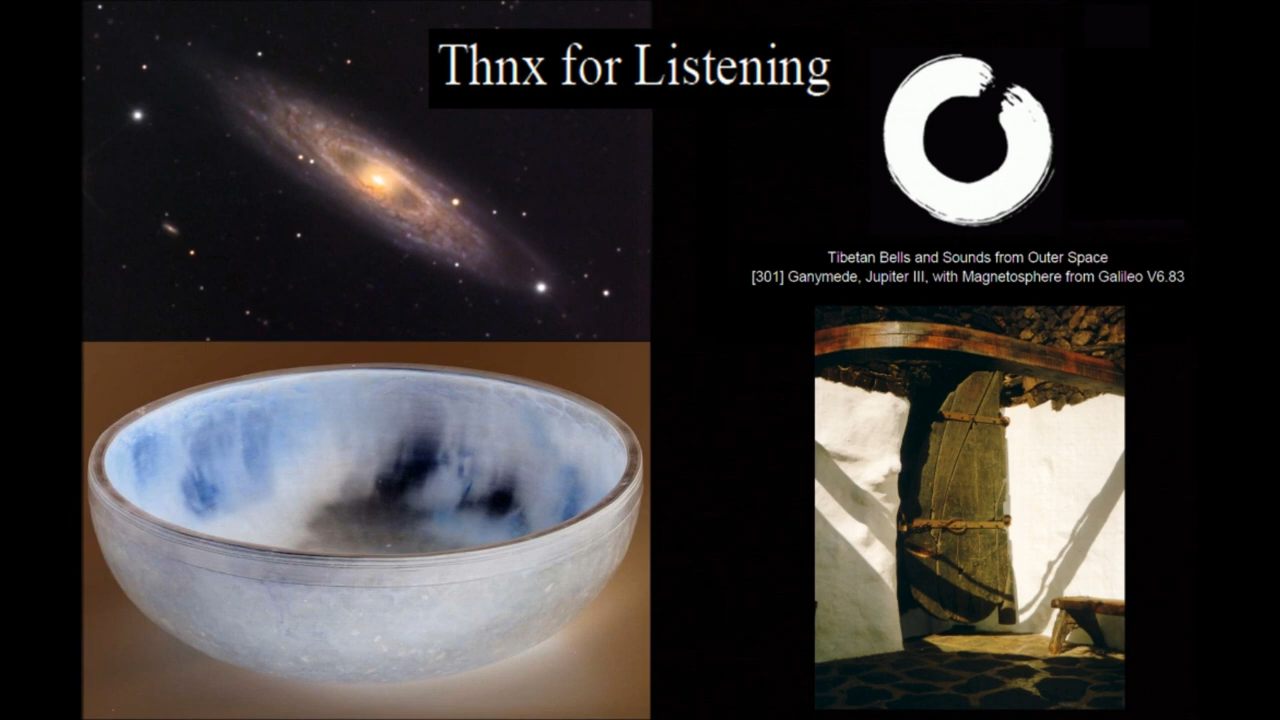 Thnx for Listening
Tibetan Bells and Sounds from Outer Space
[301] Ganymede, Jupiter III, with Magnetosphere from Galileo V6.83